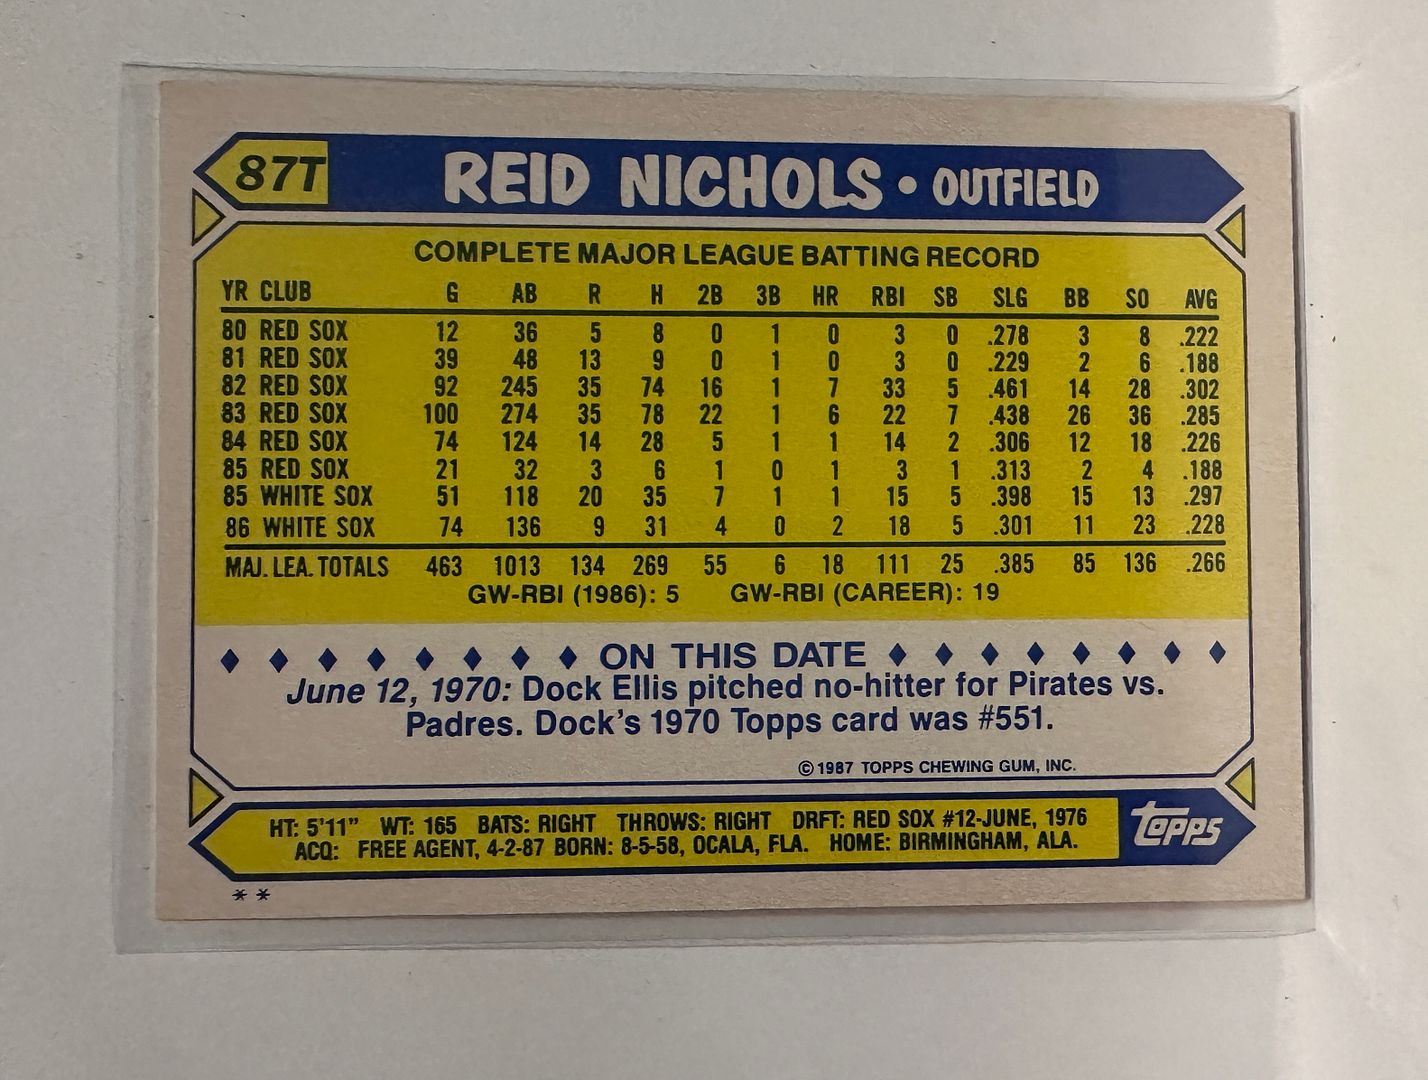 87T REID NICHOLS • OUTFIELD
COMPLETE MAJOR LEAGUE BATTING RECORD
YR CLUB G AB R H 2B 3B HR RBI SB SLG BB SO AVG
80 RED SOX 12 36 5 8 0 1 0 3 0 .278 3 8 .222
81 RED SOX 39 48 13 9 0 1 0 3 0 .229 2 6 .188
82 RED SOX 92 245 35 74 16 1 7 33 5 .461 14 28 .302
83 RED SOX 100 274 35 78 22 1 6 22 7 .438 26 36 .285
84 RED SOX 74 124 14 28 5 1 1 14 2 .306 12 18 .226
85 RED SOX 21 32 3 6 1 0 1 3 1 .313 2 4 .188
85 WHITE SOX 51 118 20 35 7 1 1 15 5 .398 15 13 .297
86 WHITE SOX 74 136 9 31 4 0 2 18 5 .301 11 23 .228
MAJ. LEA. TOTALS 463 1013 134 269 55 6 18 111 25 .385 85 136 .266
GW-RBI (1986): 5 GW-RBI (CAREER): 19
ON THIS DATE
June 12, 1970: Dock Ellis pitched no-hitter for Pirates vs.
Padres. Dock's 1970 Topps card was #551.
©1987 TOPPS CHEWING GUM, INC.
HT: 5'11" WT: 165 BATS: RIGHT THROWS: RIGHT DRFT: RED SOX #12-JUNE, 1976
ACQ: FREE AGENT, 4-2-87 BORN: 8-5-58, OCALA, FLA. HOME: BIRMINGHAM, ALA.
TOPPS
**